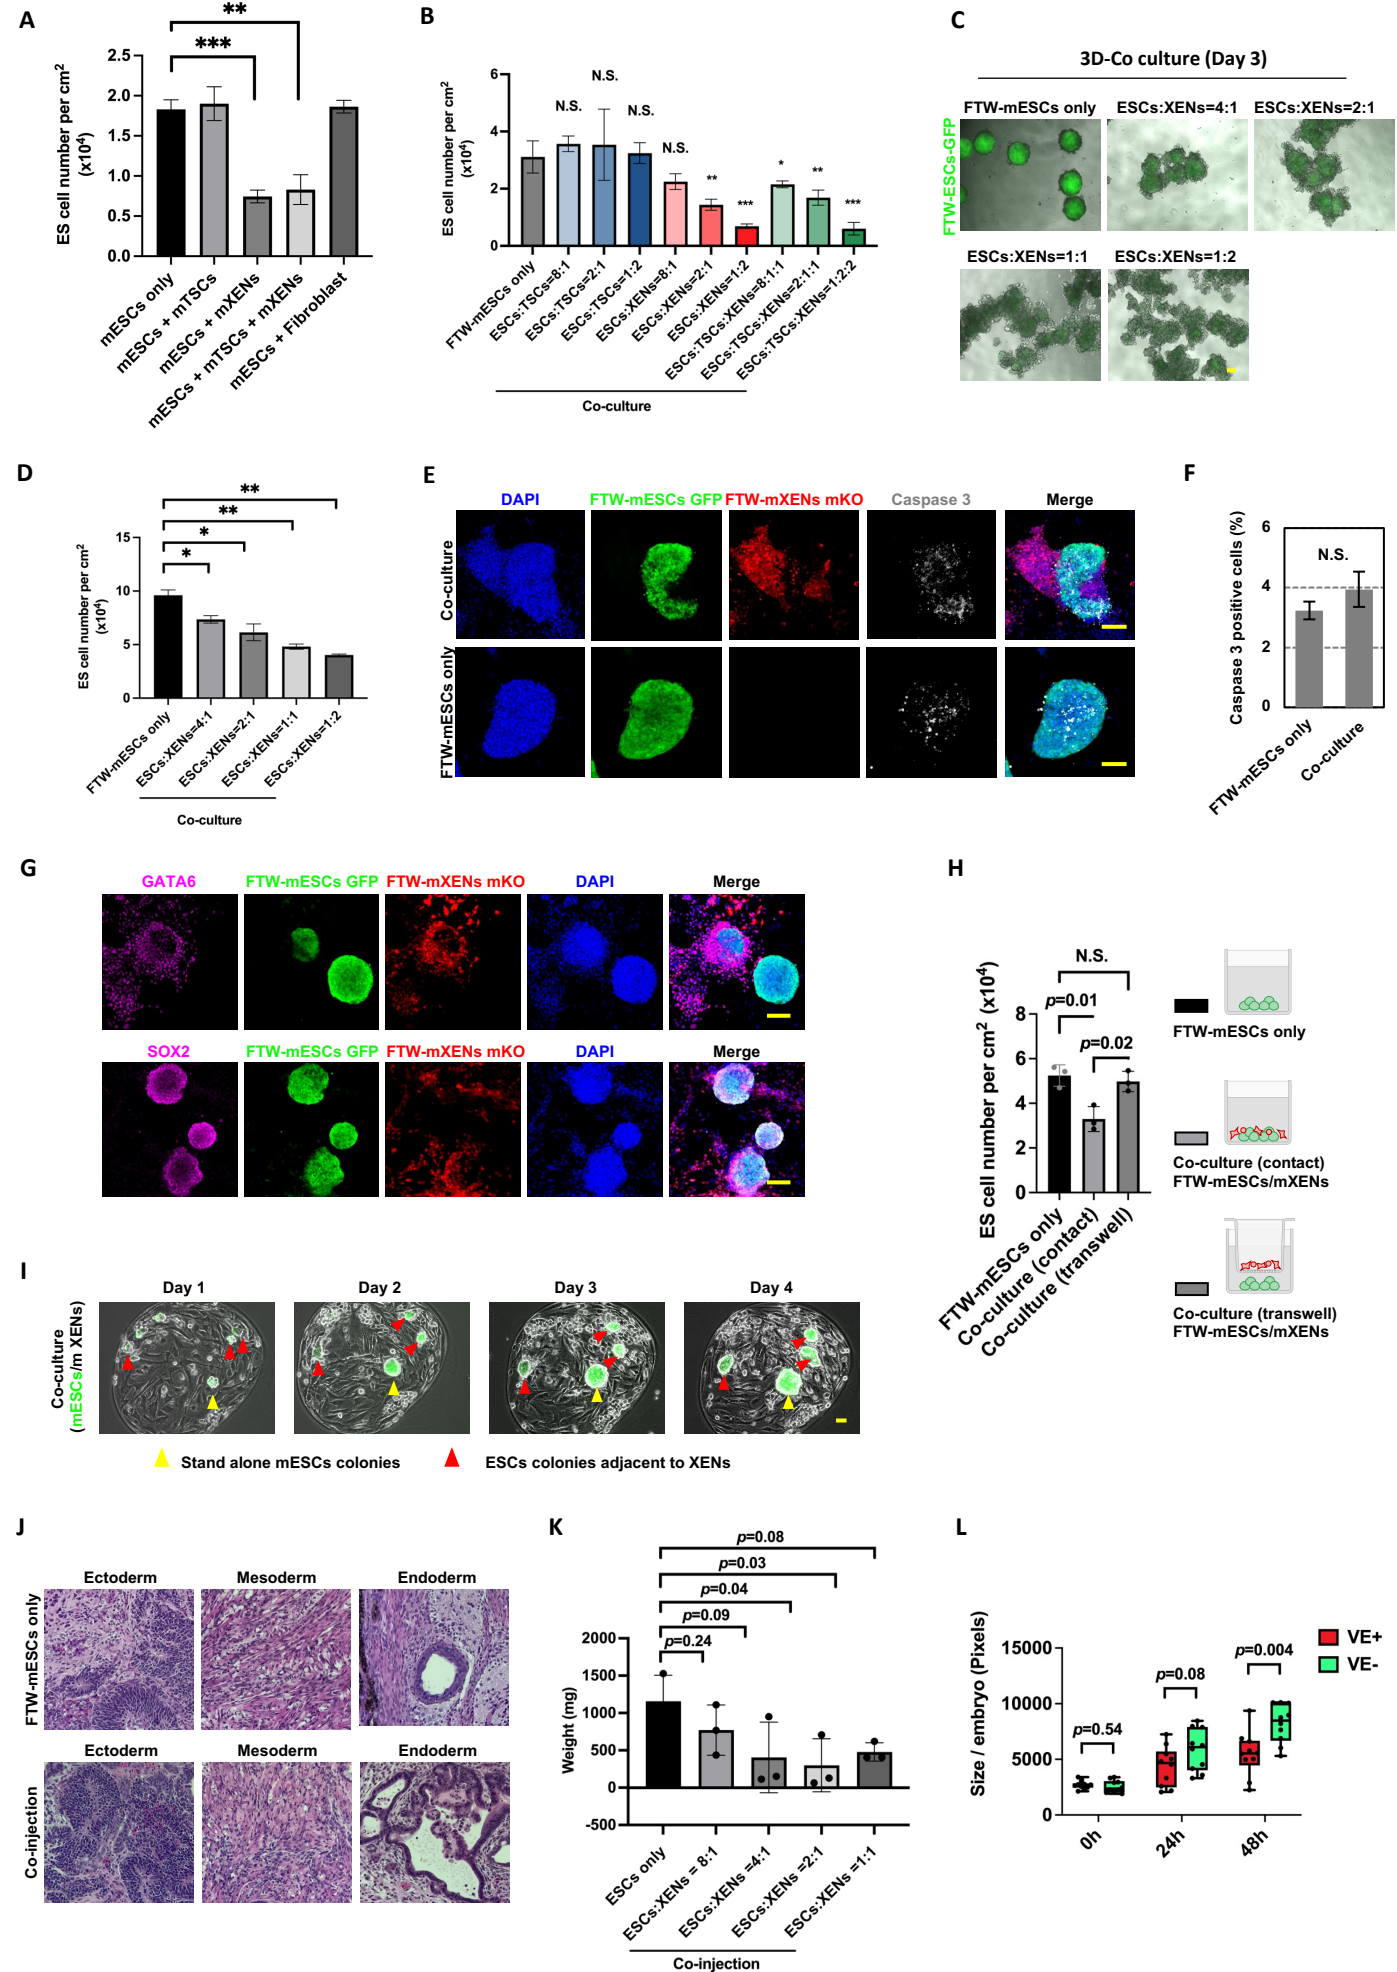 A
**
***
2.5
2.0
1.5
1.0
0.5
0.0
ES cell number per cm2
(x104)
mESCs only
mESCs + mTSCs
mESCs + mXENs
mESCs + mTSCs + mXENs
mESCs + Fibroblast
B
6
4
2
0
ES cell number per cm2
(x104)
N.S.
N.S.
N.S.
N.S.
**
***
*
**
***
FTW-mESCs only
ESCs:TSCs=8:1
ESCs:TSCs=2:1
ESCs:TSCs=1:2
ESCs:XENs=8:1
ESCs:XENs=2:1
ESCs:XENs=1:2
ESCs:TSCs:XENs=8:1:1
ESCs:TSCs:XENs=2:1:1
ESCs:TSCs:XENs=1:2:2
Co-culture
C
3D-Co culture (Day 3)
FTW-mESCs only
ESCs:XENs=4:1
ESCs:XENs=2:1
FTW-ESCs-GFP
ESCs:XENs=1:1
ESCs:XENs=1:2
D
**
**
*
*
15
10
5
0
ES cell number per cm2
(x104)
FTW-mESCs only
ESCs:XENs=4:1
ESCs:XENs=2:1
ESCs:XENs=1:1
ESCs:XENs=1:2
Co-culture
E
DAPI
FTW-mESCs GFP
FTW-mXENs mKO
Caspase 3
Merge
Co-culture
FTW-mESCs only
F
Caspase 3 positive cells (%)
6
4
2
0
N.S.
FTW-mESCs only
Co-culture
G
GATA6
FTW-mESCs GFP
FTW-mXENs mKO
DAPI
Merge
SOX2
FTW-mESCs GFP
FTW-mXENs mKO
DAPI
Merge
H
N.S.
p=0.01
p=0.02
8
6
4
2
0
ES cell number per cm2 (x104)
FTW-mESCs only
Co-culture (contact)
Co-culture (transwell)
FTW-mESCs only
Co-culture (contact)
FTW-mESCs/mXENs
Co-culture (transwell)
FTW-mESCs/mXENs
I
Day 1
Day 2
Day 3
Day 4
Co-culture
(mESCs/m XENs)
Stand alone mESCs colonies
ESCs colonies adjacent to XENs
J
Ectoderm
Mesoderm
Endoderm
FTW-mESCs only
Ectoderm
Mesoderm
Endoderm
Co-injection
K
p=0.08
p=0.03
p=0.04
p=0.09
p=0.24
2000
1500
1000
500
0
-500
Weight (mg)
ESCs only
ESCs:XENs = 8:1
ESCs:XENs =4:1
ESCs:XENs =2:1
ESCs:XENs =1:1
Co-injection
L
Size / embryo (Pixels)
15000
10000
5000
0
p=0.54
p=0.08
p=0.004
0h
24h
48h
VE+
VE-